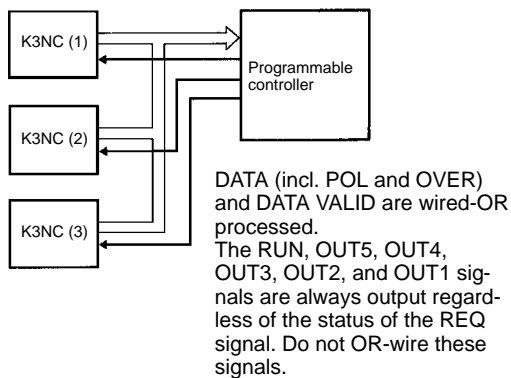 K3NC (1)
Programmable
controller
K3NC (2)
K3NC (3)
DATA (incl. POL and OVER)
and DATA VALID are wired-OR
processed.
The RUN, OUT5, OUT4,
OUT3, OUT2, and OUT1 sig-
nals are always output regard-
less of the status of the REQ
signal. Do not OR-wire these
signals.